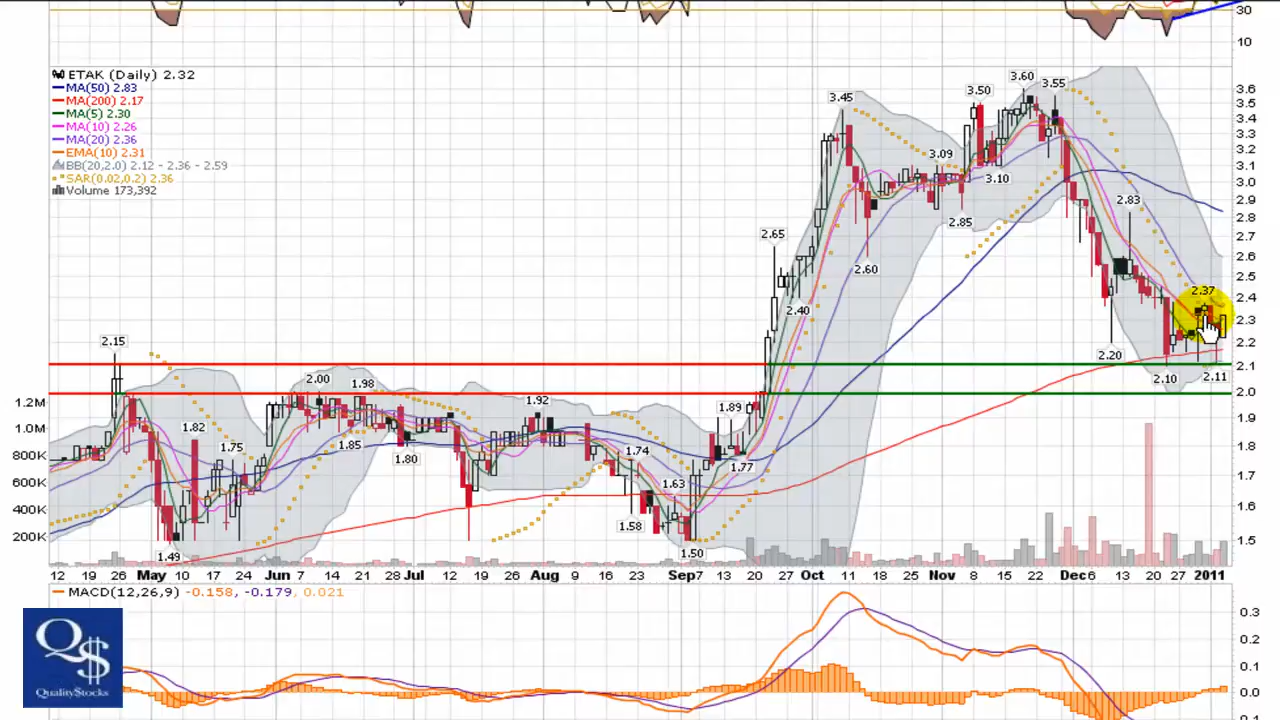 30
10
ETAK (Daily) 2.32
MA(50) 2.83
MA(200) 2.17
MA(5) 2.30
MA(10) 2.26
MA(20) 2.36
EMA(10) 2.31
BB(20,2.0) 2.12 - 2.36 - 2.59
SAR(0.02,0.2) 2.36
Volume 173,392
3.60
3.50
3.55
3.45
3.09
3.10
2.85
2.83
2.65
2.60
2.40
2.37
2.20
2.10
2.11
2.15
2.00
1.98
1.92
1.89
1.82
1.75
1.85
1.80
1.74
1.77
1.63
1.58
1.49
1.50
3.6
3.5
3.4
3.3
3.2
3.1
3.0
2.9
2.8
2.7
2.6
2.5
2.4
2.3
2.2
2.1
2.0
1.9
1.8
1.7
1.6
1.5
1.2M
1.0M
800K
600K
400K
200K
12 19 26 May 10 17 24 Jun 7 14 21 28 Jul 12 19 26 Aug 9 16 23 Sep 7 13 20 27 Oct 11 18 25 Nov 8 15 22 Dec 6 13 20 27 2011
MACD(12,26,9) -0.158, -0.179, 0.021
0.3
0.2
0.1
0.0
-0.1
Q$
QualityStocks